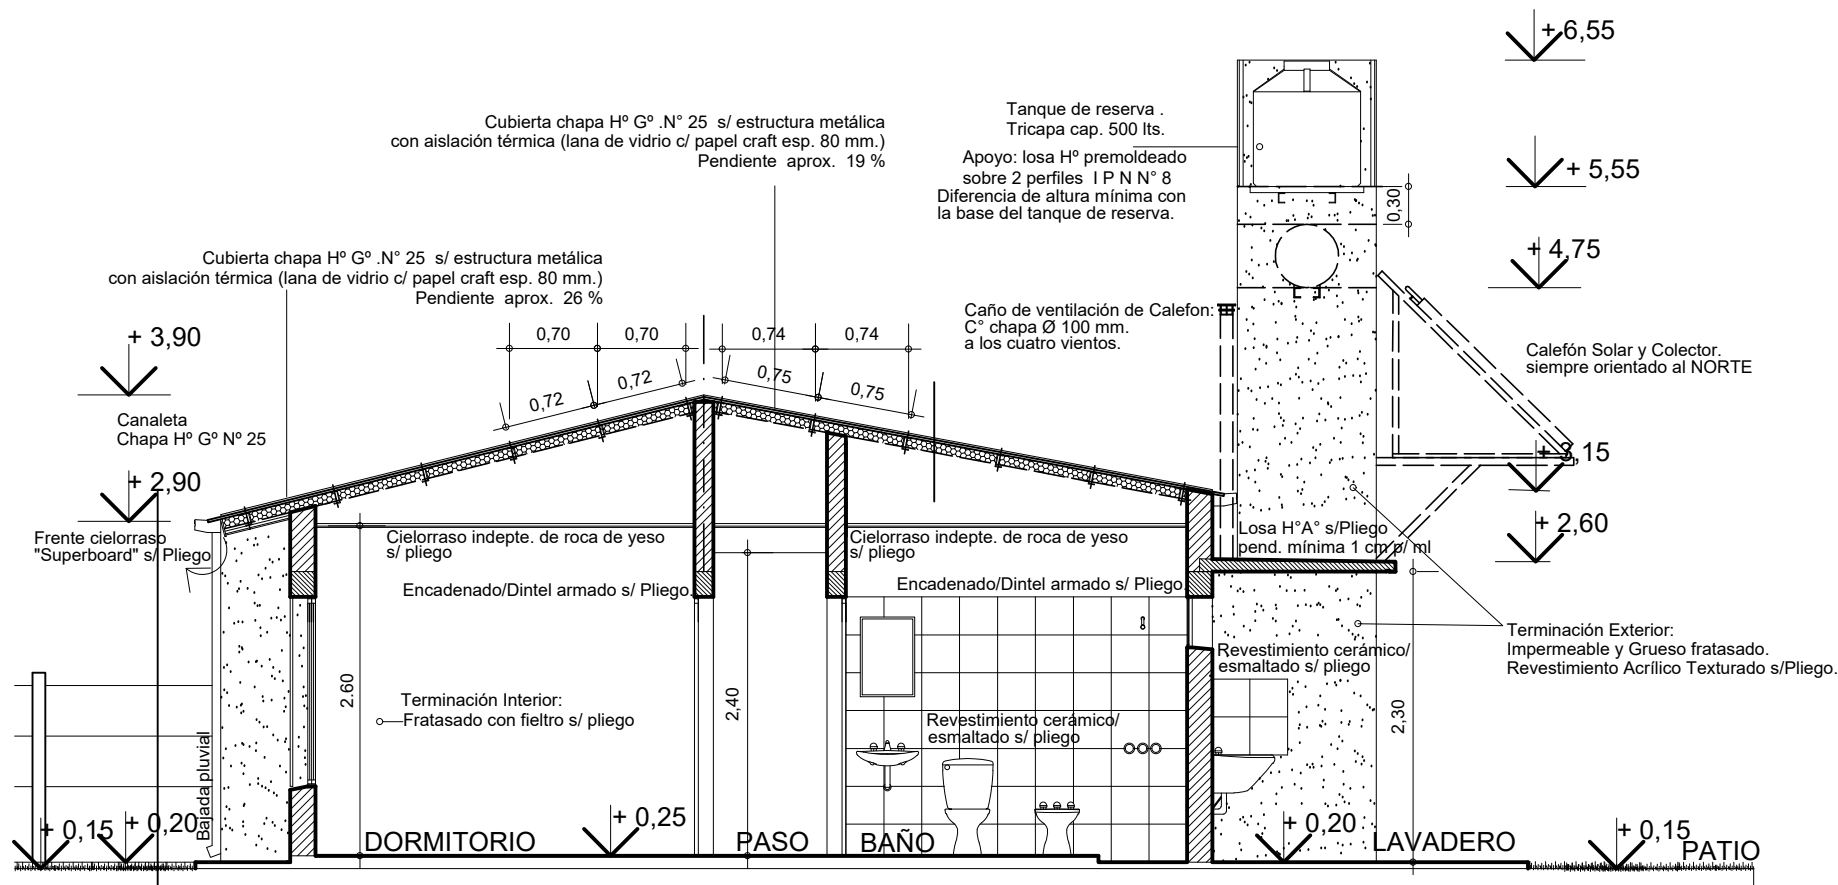 + 6,55
Tanque de reserva .
Tricapa cap. 500 lts.
Cubierta chapa Hº Gº .N° 25 s/ estructura metálica
con aislación térmica (lana de vidrio c/ papel craft esp. 80 mm.)
Pendiente aprox. 19 %
Apoyo: losa Hº premoldeado
sobre 2 perfiles I P N N° 8
Diferencia de altura mínima con
la base del tanque de reserva.
+ 5,55
0,30
Cubierta chapa Hº Gº .N° 25 s/ estructura metálica
con aislación térmica (lana de vidrio c/ papel craft esp. 80 mm.)
Pendiente aprox. 26 %
+ 4,75
Caño de ventilación de Calefon:
C° chapa Ø 100 mm.
a los cuatro vientos.
+ 3,90
0,70
0,70
0,74
0,74
Calefón Solar y Colector.
siempre orientado al NORTE
0,72
0,72
0,75
0,75
Canaleta
Chapa Hº Gº Nº 25
+ 3,15
+ 2,90
Frente cielorraso
"Superboard" s/ Pliego
Cielorraso indepte. de roca de yeso
s/ pliego
Cielorraso indepte. de roca de yeso
s/ pliego
Losa H°A° s/Pliego
pend. mínima 1 cm p/ ml
+ 2,60
Encadenado/Dintel armado s/ Pliego.
Encadenado/Dintel armado s/ Pliego.
Terminación Exterior:
Impermeable y Grueso fratasado.
Revestimiento Acrílico Texturado s/Pliego.
Revestimiento cerámico/
esmaltado s/ pliego
2.60
Terminación Interior:
Fratasado con fieltro s/ pliego
2,40
Revestimiento cerámico/
esmaltado s/ pliego
2,30
Bajada pluvial
+ 0,15
+ 0,20
DORMITORIO
+ 0,25
PASO
BAÑO
+ 0,20
LAVADERO
+ 0,15
PATIO